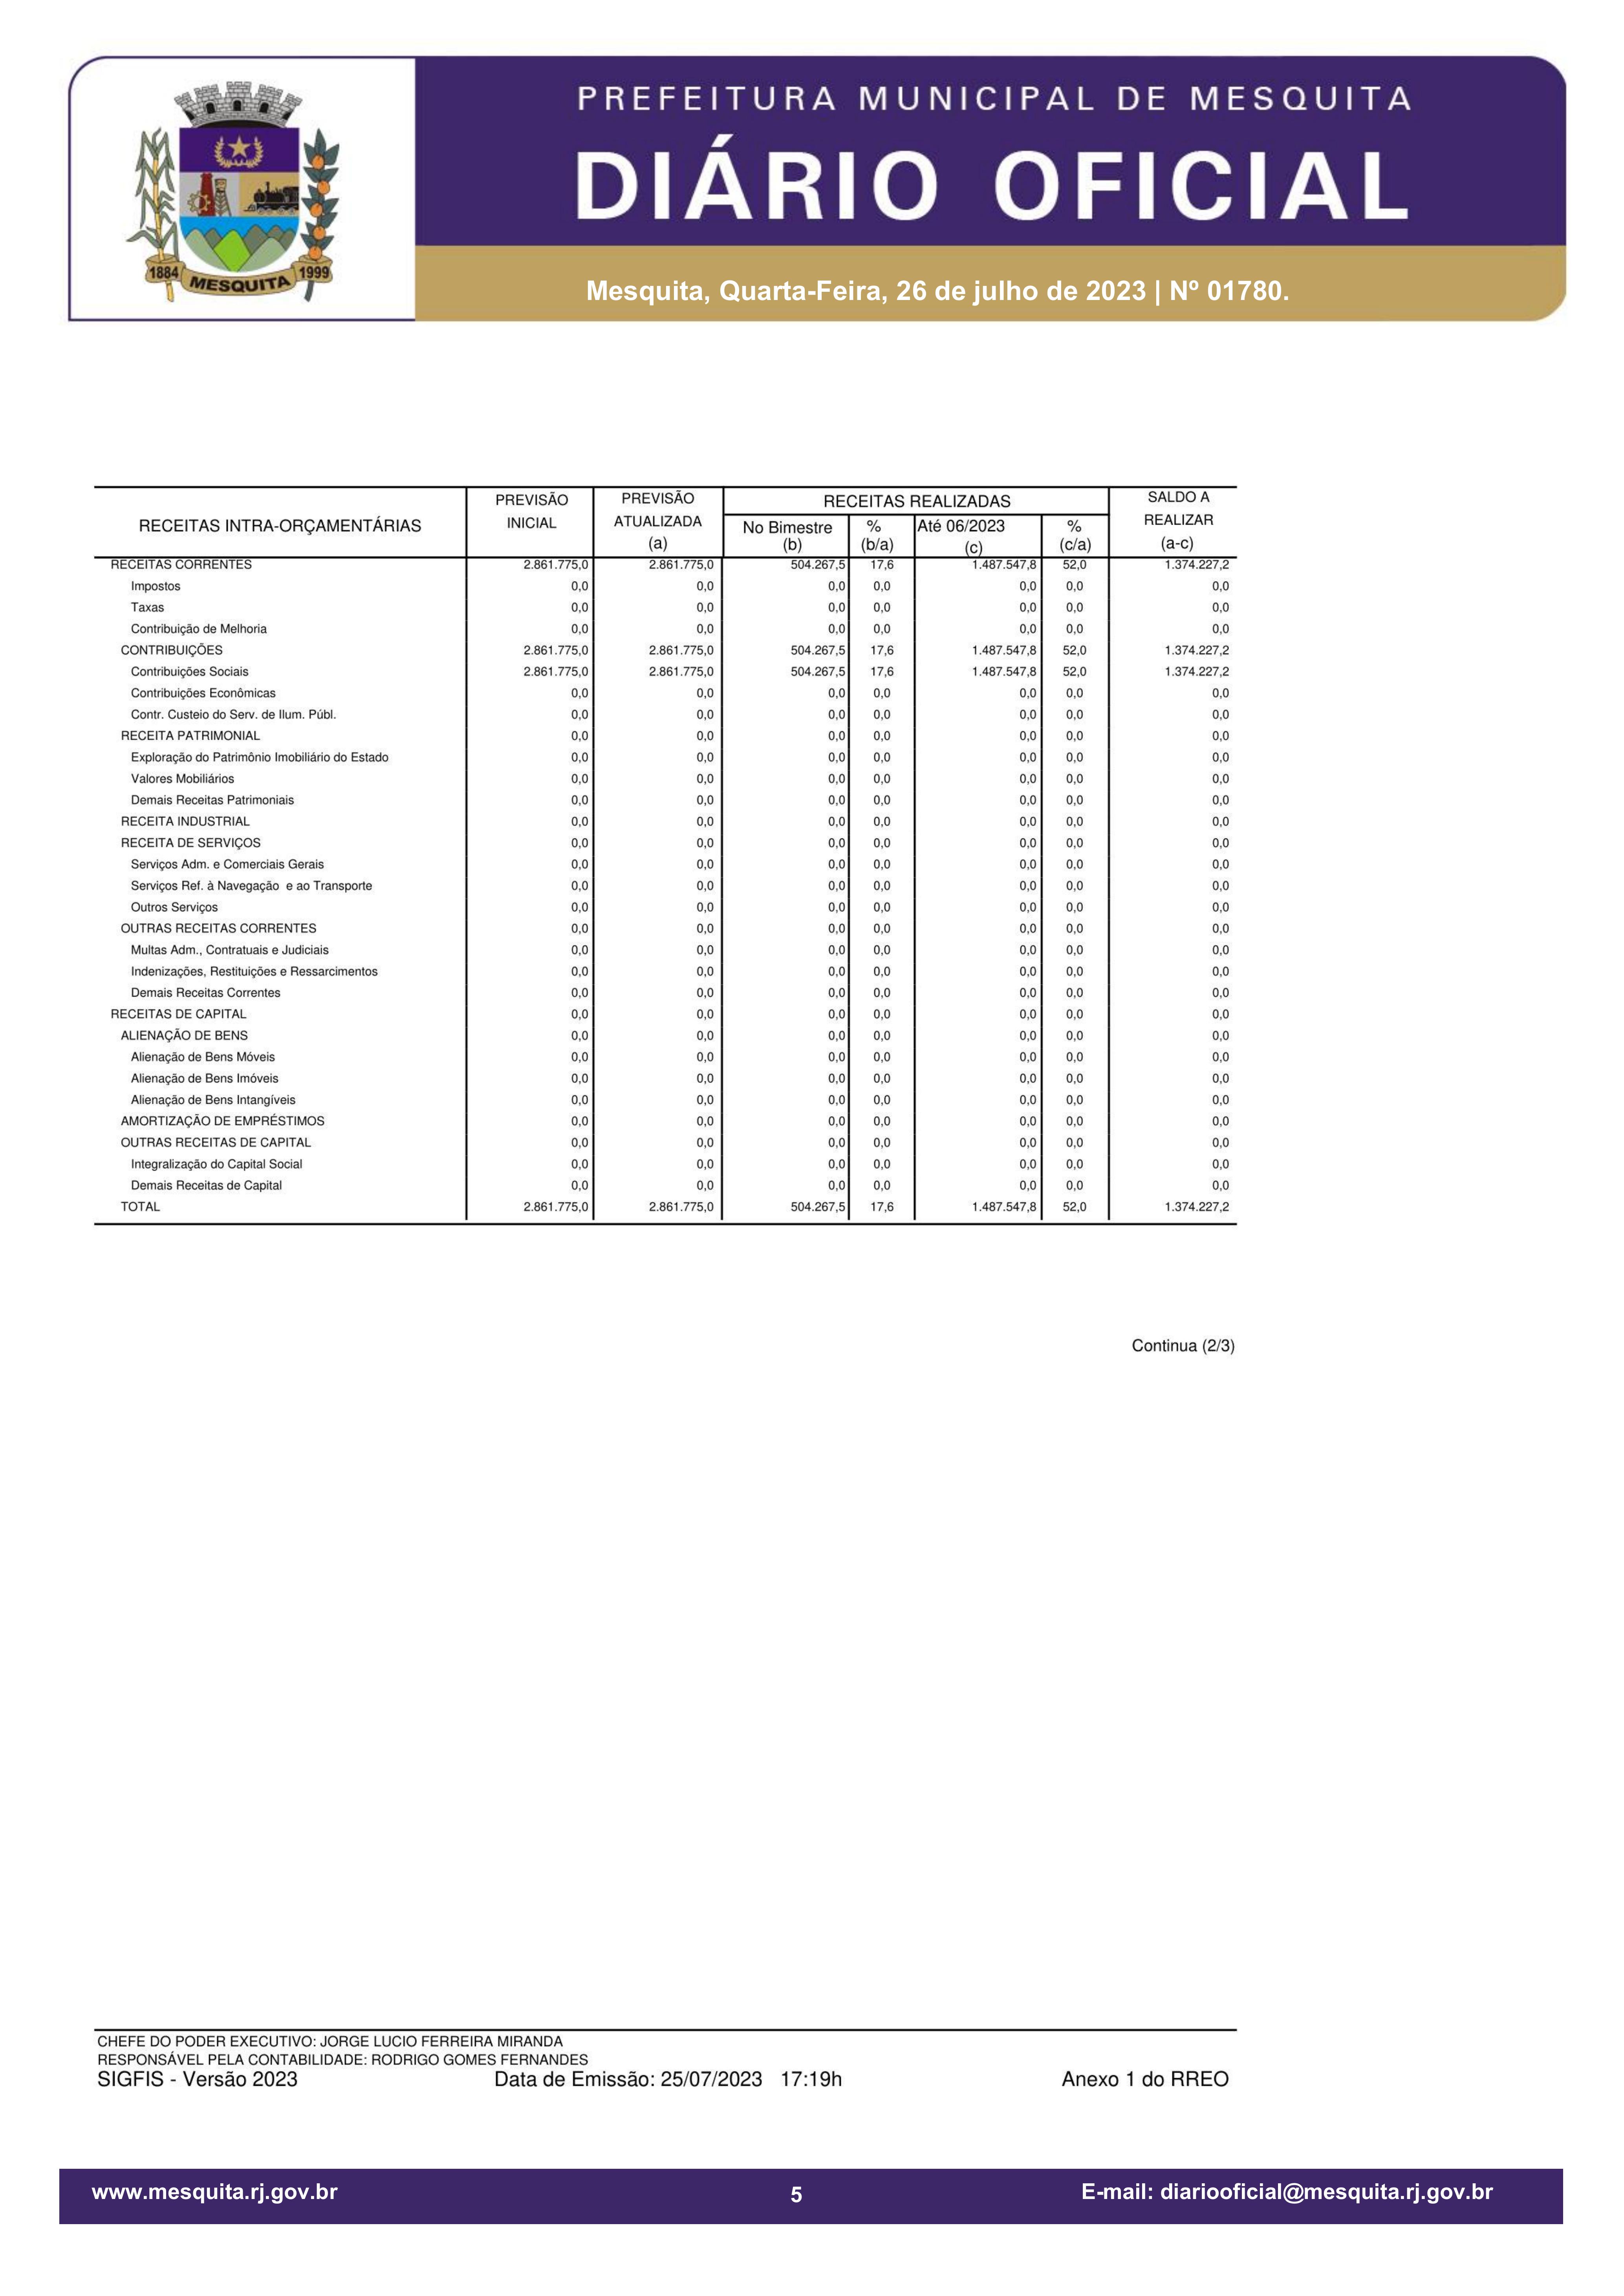 PREFEITURA MUNICIPAL DE MESQUITA
DIÁRIO OFICIAL
1884 MESQUITA 1999
Mesquita, Quarta-Feira, 26 de julho de 2023 | Nº 01780.
RECEITAS INTRA-ORÇAMENTÁRIAS PREVISÃO INICIAL PREVISÃO ATUALIZADA (a) RECEITAS REALIZADAS SALDO A REALIZAR (a-c)
No Bimestre (b) % (b/a) Até 06/2023 (c) % (c/a)
RECEITAS CORRENTES 2.861.775,0 2.861.775,0 504.267,5 17,6 1.487.547,8 52,0 1.374.227,2
Impostos 0,0 0,0 0,0 0,0 0,0 0,0 0,0
Taxas 0,0 0,0 0,0 0,0 0,0 0,0 0,0
Contribuição de Melhoria 0,0 0,0 0,0 0,0 0,0 0,0 0,0
CONTRIBUIÇÕES 2.861.775,0 2.861.775,0 504.267,5 17,6 1.487.547,8 52,0 1.374.227,2
Contribuições Sociais 2.861.775,0 2.861.775,0 504.267,5 17,6 1.487.547,8 52,0 1.374.227,2
Contribuições Econômicas 0,0 0,0 0,0 0,0 0,0 0,0 0,0
Contr. Custeio do Serv. de Ilum. Públ. 0,0 0,0 0,0 0,0 0,0 0,0 0,0
RECEITA PATRIMONIAL 0,0 0,0 0,0 0,0 0,0 0,0 0,0
Exploração do Patrimônio Imobiliário do Estado 0,0 0,0 0,0 0,0 0,0 0,0 0,0
Valores Mobiliários 0,0 0,0 0,0 0,0 0,0 0,0 0,0
Demais Receitas Patrimoniais 0,0 0,0 0,0 0,0 0,0 0,0 0,0
RECEITA INDUSTRIAL 0,0 0,0 0,0 0,0 0,0 0,0 0,0
RECEITA DE SERVIÇOS 0,0 0,0 0,0 0,0 0,0 0,0 0,0
Serviços Adm. e Comerciais Gerais 0,0 0,0 0,0 0,0 0,0 0,0 0,0
Serviços Ref. à Navegação e ao Transporte 0,0 0,0 0,0 0,0 0,0 0,0 0,0
Outros Serviços 0,0 0,0 0,0 0,0 0,0 0,0 0,0
OUTRAS RECEITAS CORRENTES 0,0 0,0 0,0 0,0 0,0 0,0 0,0
Multas Adm., Contratuais e Judiciais 0,0 0,0 0,0 0,0 0,0 0,0 0,0
Indenizações, Restituições e Ressarcimentos 0,0 0,0 0,0 0,0 0,0 0,0 0,0
Demais Receitas Correntes 0,0 0,0 0,0 0,0 0,0 0,0 0,0
RECEITAS DE CAPITAL 0,0 0,0 0,0 0,0 0,0 0,0 0,0
ALIENAÇÃO DE BENS 0,0 0,0 0,0 0,0 0,0 0,0 0,0
Alienação de Bens Móveis 0,0 0,0 0,0 0,0 0,0 0,0 0,0
Alienação de Bens Imóveis 0,0 0,0 0,0 0,0 0,0 0,0 0,0
Alienação de Bens Intangíveis 0,0 0,0 0,0 0,0 0,0 0,0 0,0
AMORTIZAÇÃO DE EMPRÉSTIMOS 0,0 0,0 0,0 0,0 0,0 0,0 0,0
OUTRAS RECEITAS DE CAPITAL 0,0 0,0 0,0 0,0 0,0 0,0 0,0
Integralização do Capital Social 0,0 0,0 0,0 0,0 0,0 0,0 0,0
Demais Receitas de Capital 0,0 0,0 0,0 0,0 0,0 0,0 0,0
TOTAL 2.861.775,0 2.861.775,0 504.267,5 17,6 1.487.547,8 52,0 1.374.227,2
Continua (2/3)
CHEFE DO PODER EXECUTIVO: JORGE LUCIO FERREIRA MIRANDA
RESPONSÁVEL PELA CONTABILIDADE: RODRIGO GOMES FERNANDES
SIGFIS - Versão 2023 Data de Emissão: 25/07/2023 17:19h Anexo 1 do RREO
www.mesquita.rj.gov.br 5 E-mail: diariooficial@mesquita.rj.gov.br